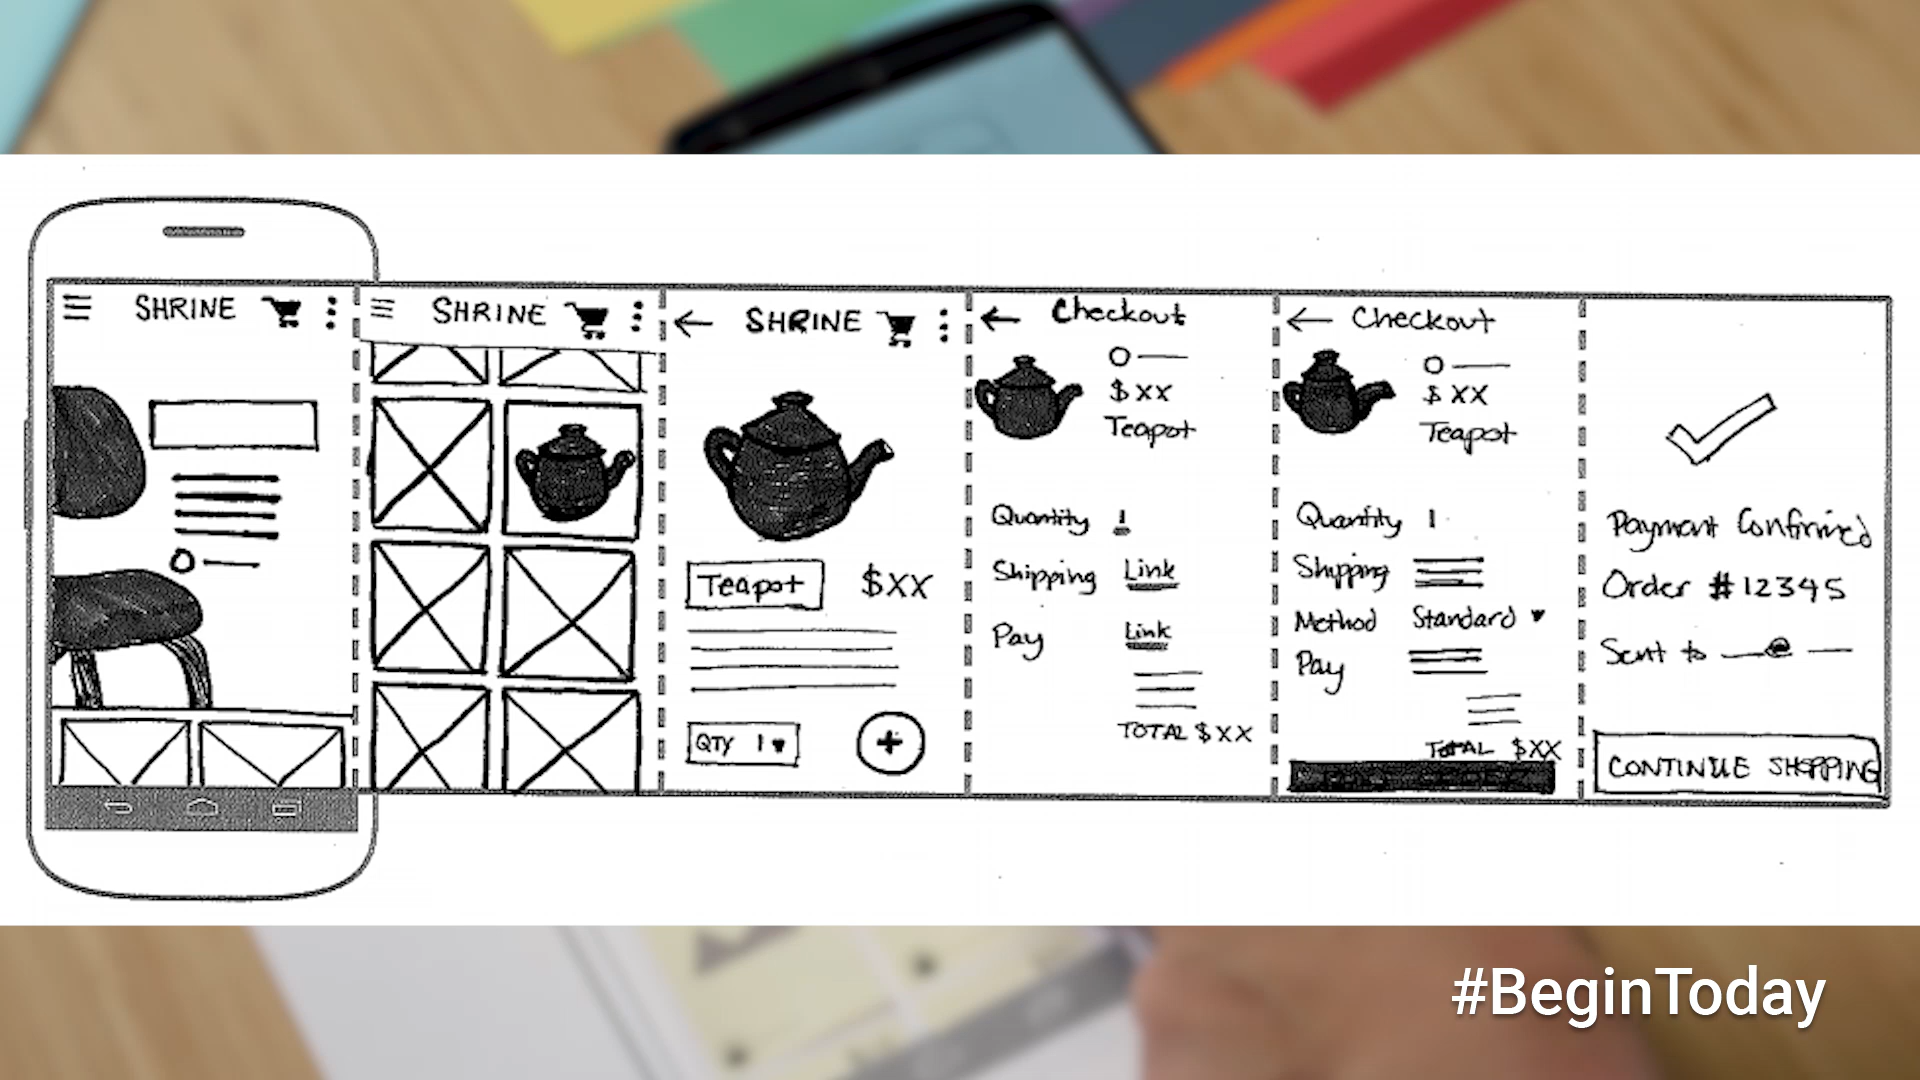 SHRINE
SHRINE
Teapot $XX
QTY 1
SHRINE
Checkout
$XX
Teapot
Quantity 1
Shipping Link
Pay Link
TOTAL $XX
Checkout
$XX
Teapot
Quantity 1
Shipping
Method Standard
Pay
TOTAL $XX
Payment Confirmed
Order #12345
Sent to
CONTINUE SHOPPING
#BeginToday